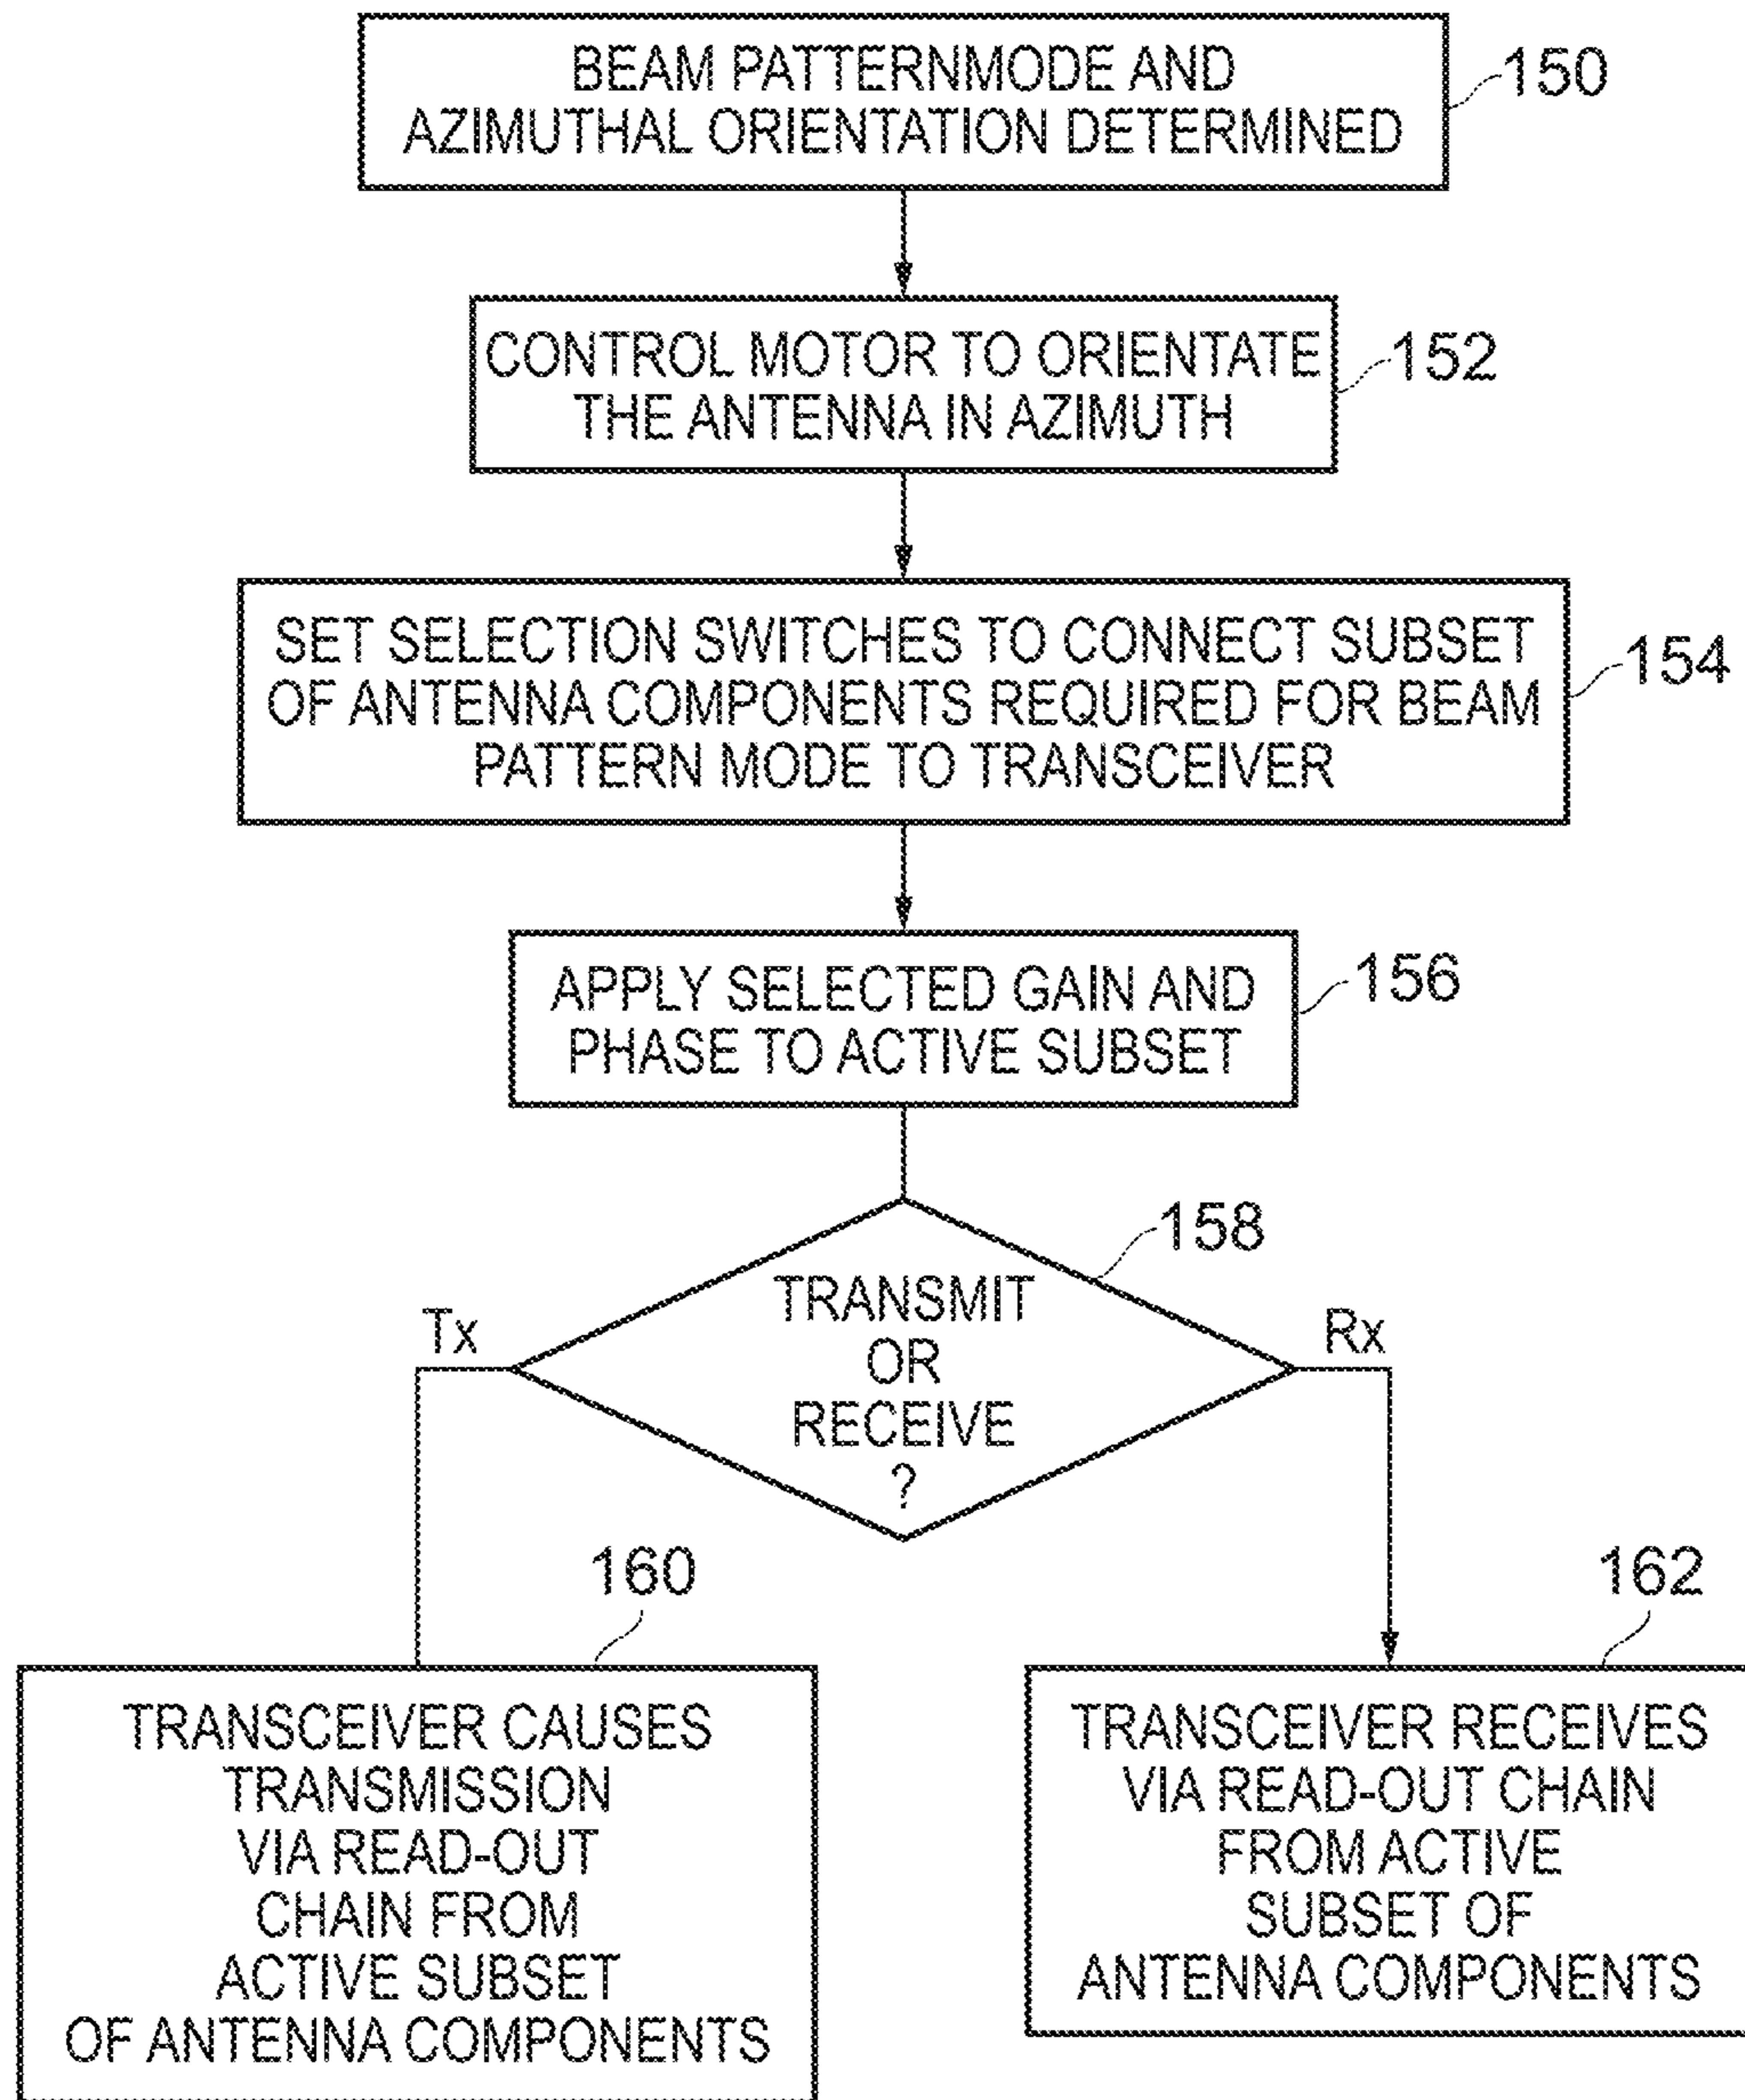 BEAM PATTERNMODE AND
AZIMUTHAL ORIENTATION DETERMINED
150
CONTROL MOTOR TO ORIENTATE
THE ANTENNA IN AZIMUTH
152
SET SELECTION SWITCHES TO CONNECT SUBSET
OF ANTENNA COMPONENTS REQUIRED FOR BEAM
PATTERN MODE TO TRANSCEIVER
154
APPLY SELECTED GAIN AND
PHASE TO ACTIVE SUBSET
156
158
TRANSMIT
OR
RECEIVE
?
Tx
Rx
160
TRANSCEIVER CAUSES
TRANSMISSION
VIA READ-OUT
CHAIN FROM
ACTIVE SUBSET
OF ANTENNA COMPONENTS
162
TRANSCEIVER RECEIVES
VIA READ-OUT CHAIN
FROM ACTIVE
SUBSET OF
ANTENNA COMPONENTS